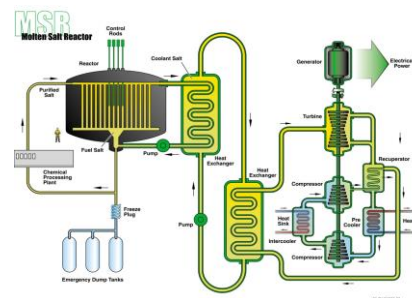 MSR
Molten Salt Reactor
Control
Rods
Reactor
Coolant Salt
Purified
Salt
Fuel Salt
Chemical
Processing
Plant
Pump
Heat
Exchanger
Freeze
Plug
Emergency Dump Tanks
Pump
Heat
Exchanger
Generator
Electrical
Power
Turbine
Recuperator
Compressor
Heat
Sink
Pre
Cooler
Intercooler
Compressor